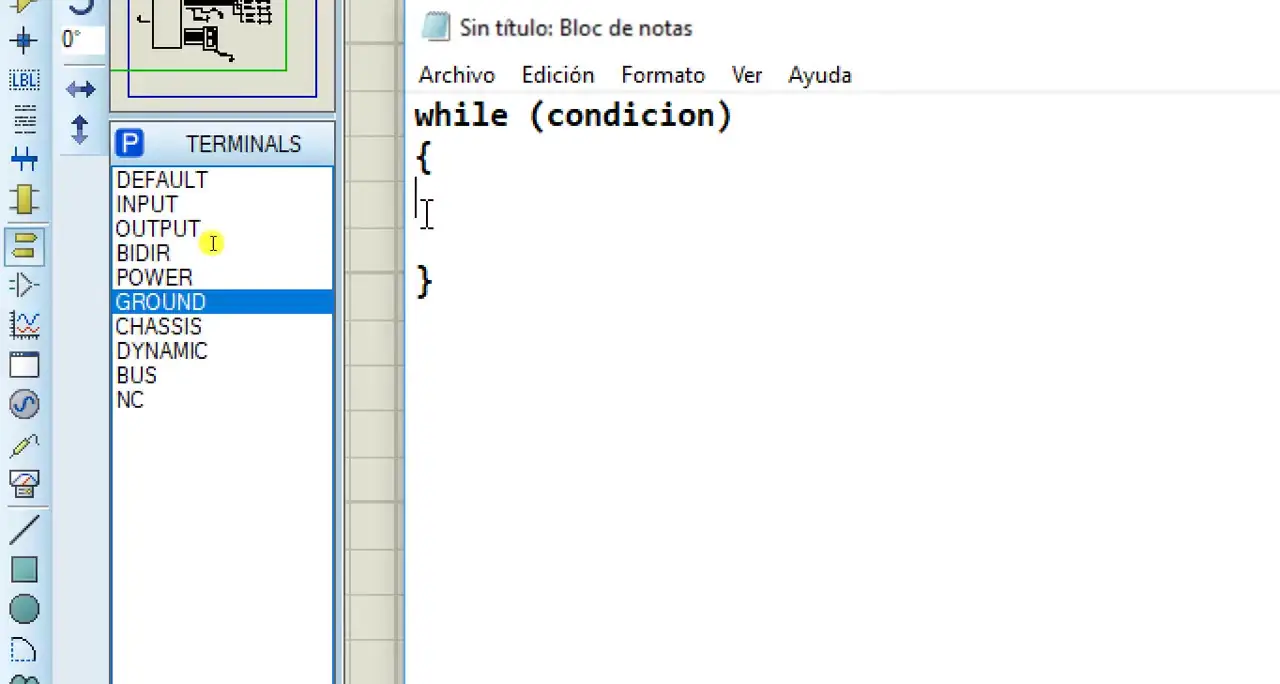 Sin título: Bloc de notas
Archivo Edición Formato Ver Ayuda
while (condicion)
{
}
0°
LBL
P TERMINALS
DEFAULT
INPUT
OUTPUT
BIDIR
POWER
GROUND
CHASSIS
DYNAMIC
BUS
NC